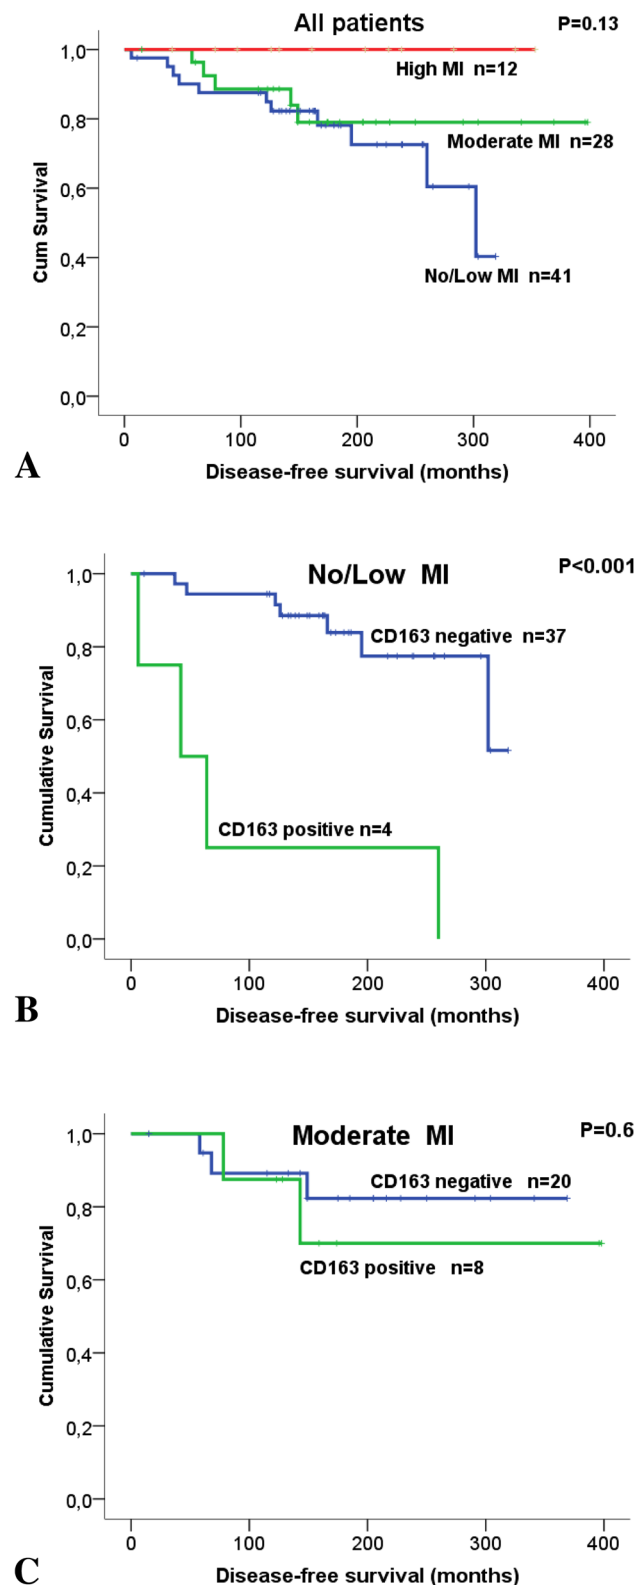 All patients
P=0.13
1,0
High MI n=12
0,8
Moderate MI n=28
0,6
0,4
No/Low MI n=41
0,2
0,0
Cum Survival
0 100 200 300 400
Disease-free survival (months)
A
No/Low MI
P<0.001
1,0
CD163 negative n=37
0,8
0,6
0,4
CD163 positive n=4
0,2
0,0
Cumulative Survival
0 100 200 300 400
Disease-free survival (months)
B
Moderate MI
P=0.6
1,0
CD163 negative n=20
0,8
CD163 positive n=8
0,6
0,4
0,2
0,0
Cumulative Survival
0 100 200 300 400
Disease-free survival (months)
C